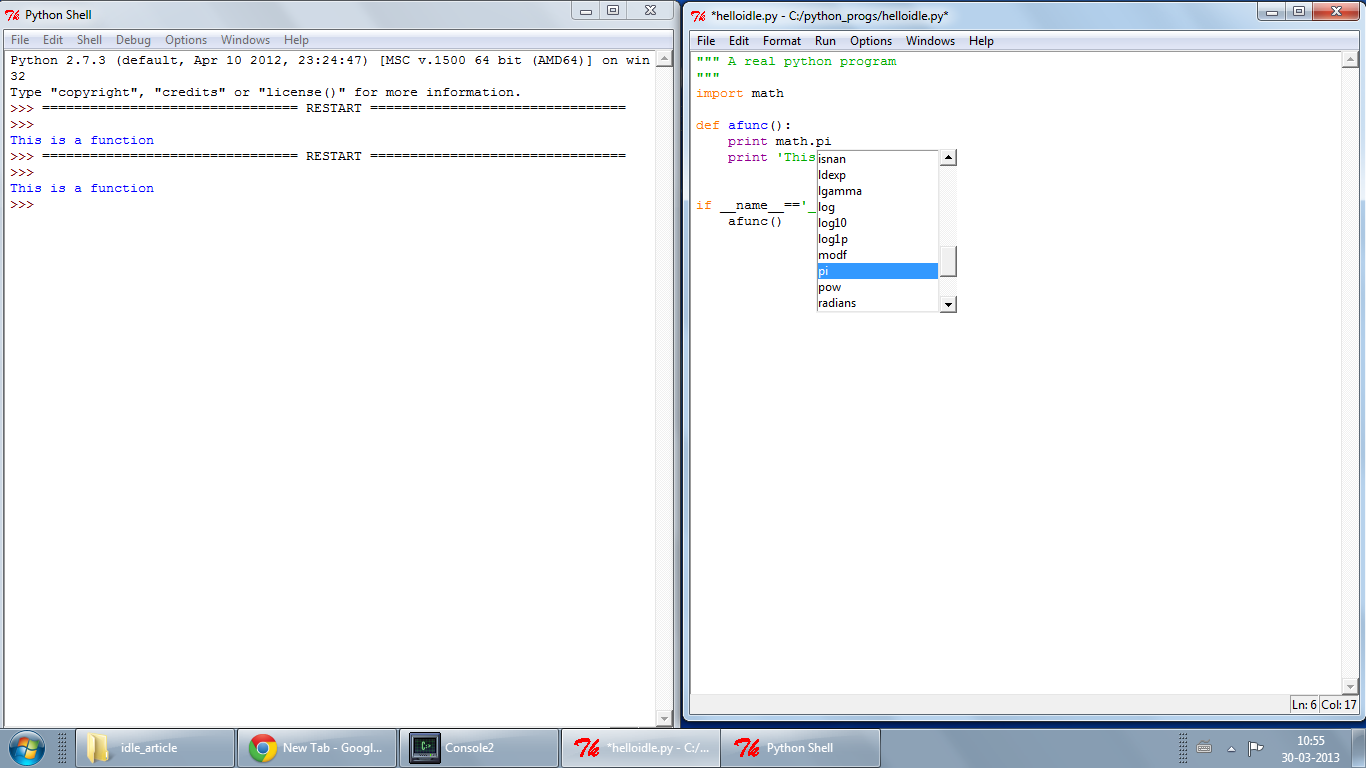 Python Shell
File Edit Shell Debug Options Windows Help
Python 2.7.3 (default, Apr 10 2012, 23:24:47) [MSC v.1500 64 bit (AMD64)] on win
32
Type "copyright", "credits" or "license()" for more information.
>>> ================================ RESTART ================================
>>>
This is a function
>>> ================================ RESTART ================================
>>>
This is a function
>>>
*helloidle.py - C:/python_progs/helloidle.py*
File Edit Format Run Options Windows Help
""" A real python program
"""
import math
def afunc():
    print math.pi
    print 'This
if __name__=='_
    afunc()
isnan
ldexp
lgamma
log
log10
log1p
modf
pi
pow
radians
Ln: 6 Col: 17
idle_article
New Tab - Googl...
Console2
*helloidle.py - C:/...
Python Shell
10:55
30-03-2013